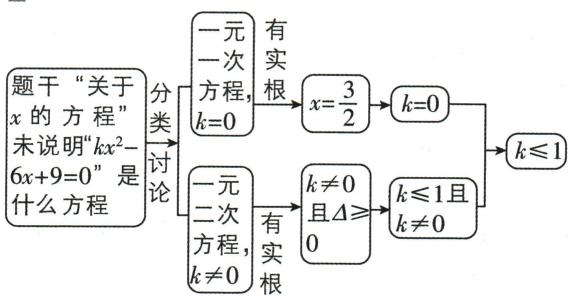 题干“关于
x的方程”
未说明“kx²−
6x+9=0”是
什么方程
分类讨论
一元
一次
方程,
k=0
有实根
x=3/2
k=0
一元
二次
方程,
k≠0
有实根
k≠0
且Δ≥
0
k≤1且
k≠0
k≤1